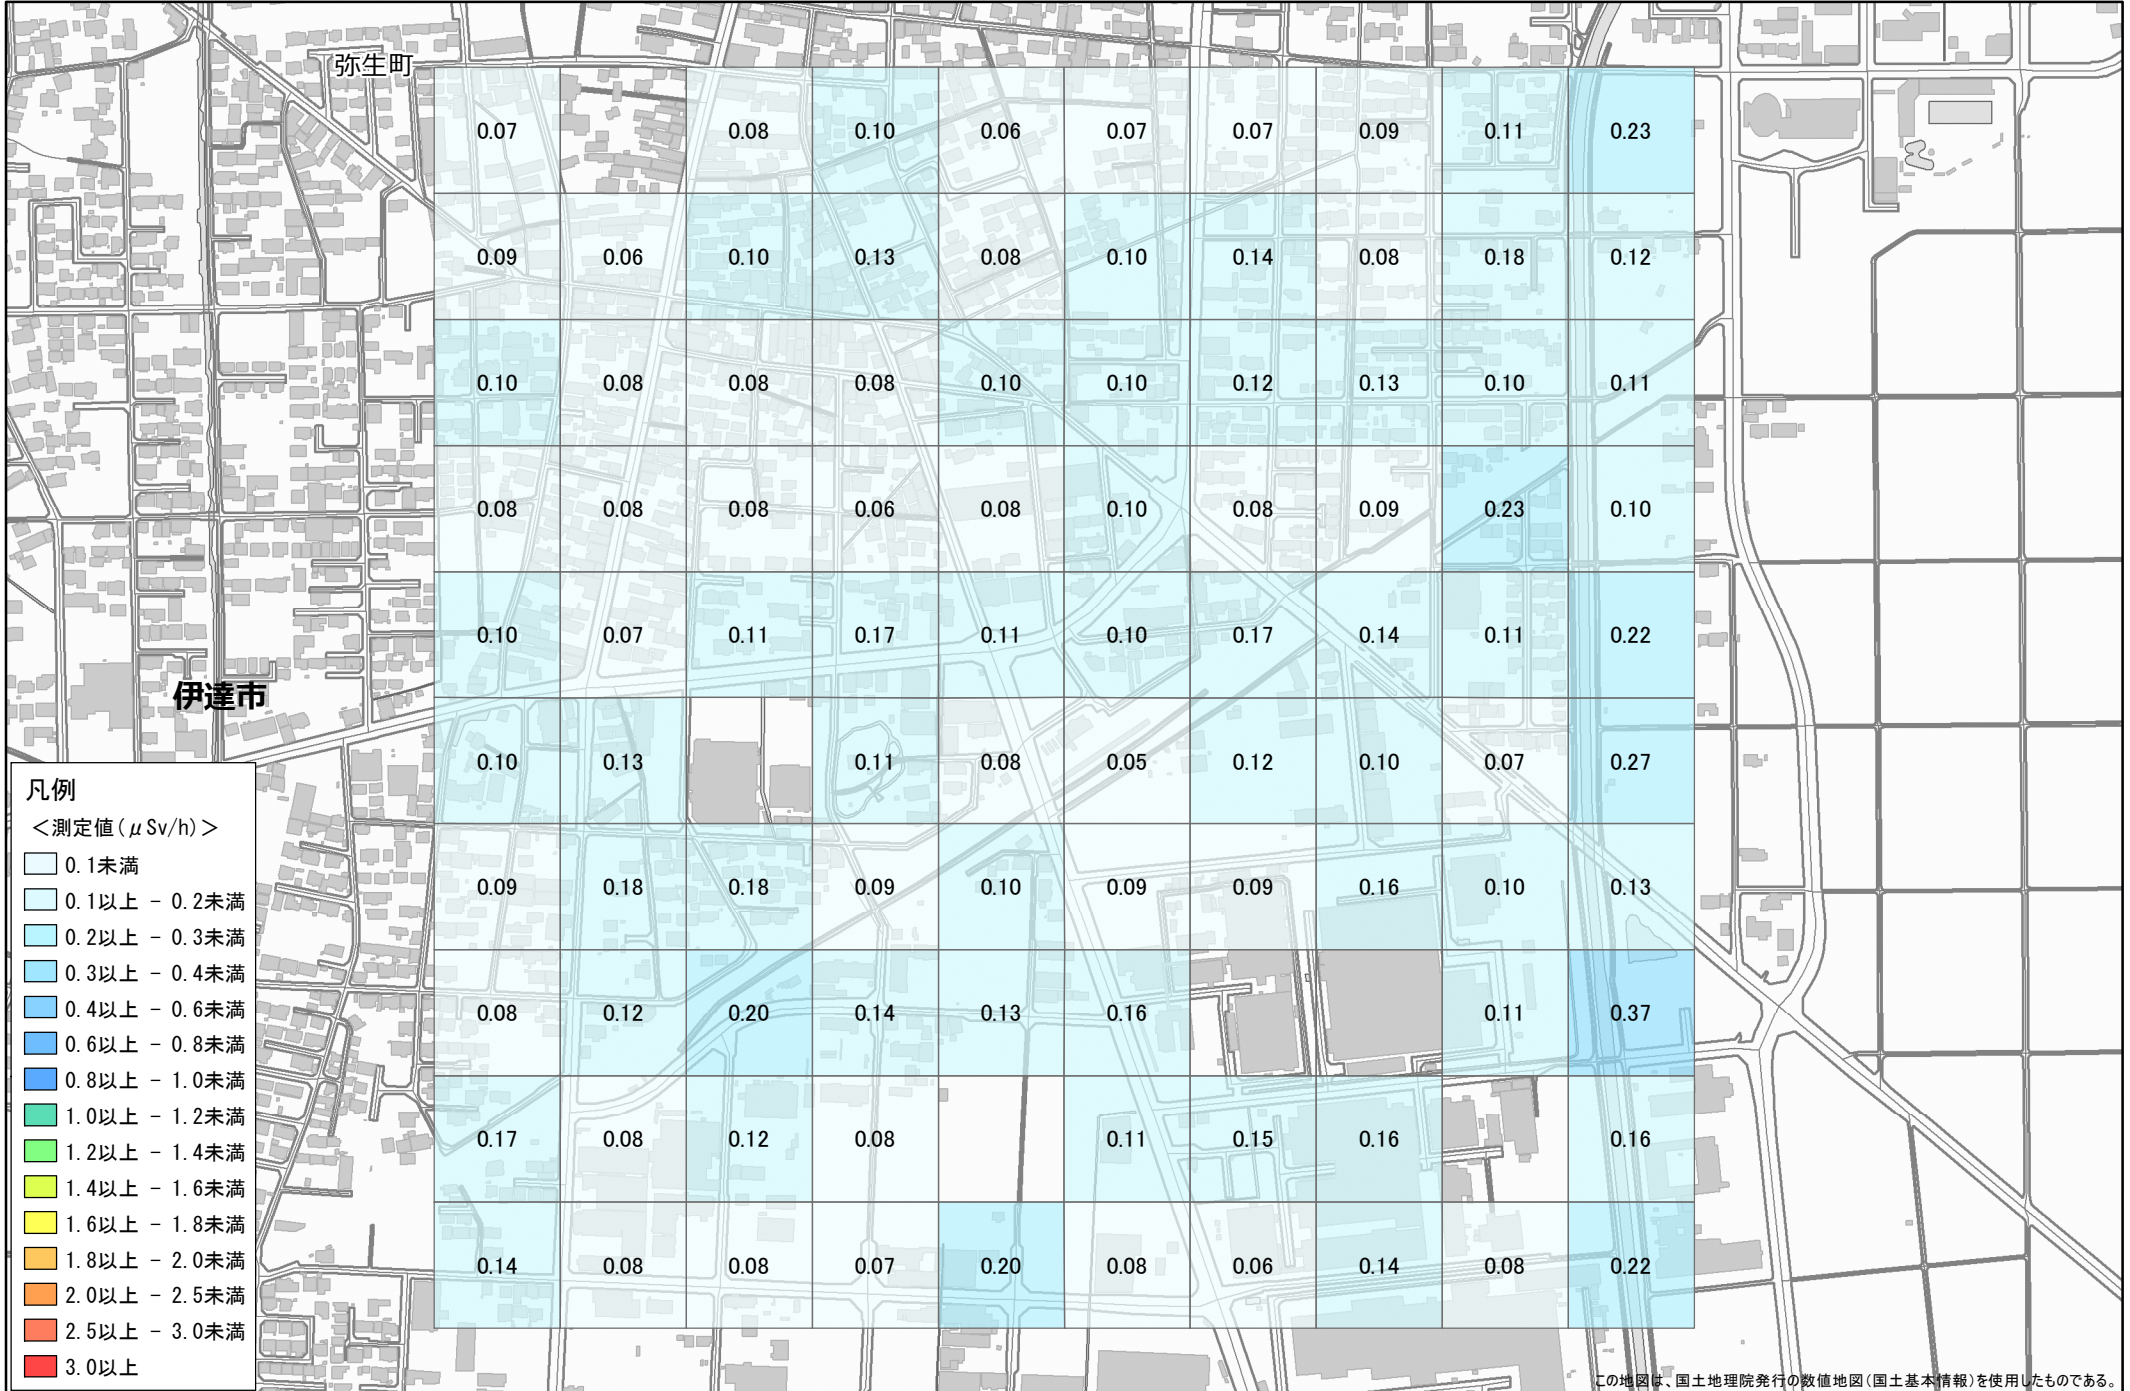 弥生町
0.07 0.08 0.10 0.06 0.07 0.07 0.09 0.11 0.23
0.09 0.06 0.10 0.13 0.08 0.10 0.14 0.08 0.18 0.12
0.10 0.08 0.08 0.08 0.10 0.10 0.12 0.13 0.10 0.11
0.08 0.08 0.08 0.06 0.08 0.10 0.08 0.09 0.23 0.10
0.10 0.07 0.11 0.17 0.11 0.10 0.17 0.14 0.11 0.22
伊達市
0.10 0.13 0.11 0.08 0.05 0.12 0.10 0.07 0.27
0.09 0.18 0.18 0.09 0.10 0.09 0.09 0.16 0.10 0.13
0.08 0.12 0.20 0.14 0.13 0.16 0.11 0.37
0.17 0.08 0.12 0.08 0.11 0.15 0.16 0.16
0.14 0.08 0.08 0.07 0.20 0.08 0.06 0.14 0.08 0.22
凡例
＜測定値(μSv/h)＞
0.1未満
0.1以上 - 0.2未満
0.2以上 - 0.3未満
0.3以上 - 0.4未満
0.4以上 - 0.6未満
0.6以上 - 0.8未満
0.8以上 - 1.0未満
1.0以上 - 1.2未満
1.2以上 - 1.4未満
1.4以上 - 1.6未満
1.6以上 - 1.8未満
1.8以上 - 2.0未満
2.0以上 - 2.5未満
2.5以上 - 3.0未満
3.0以上
この地図は、国土地理院発行の数値地図(国土基本情報)を使用したものである。